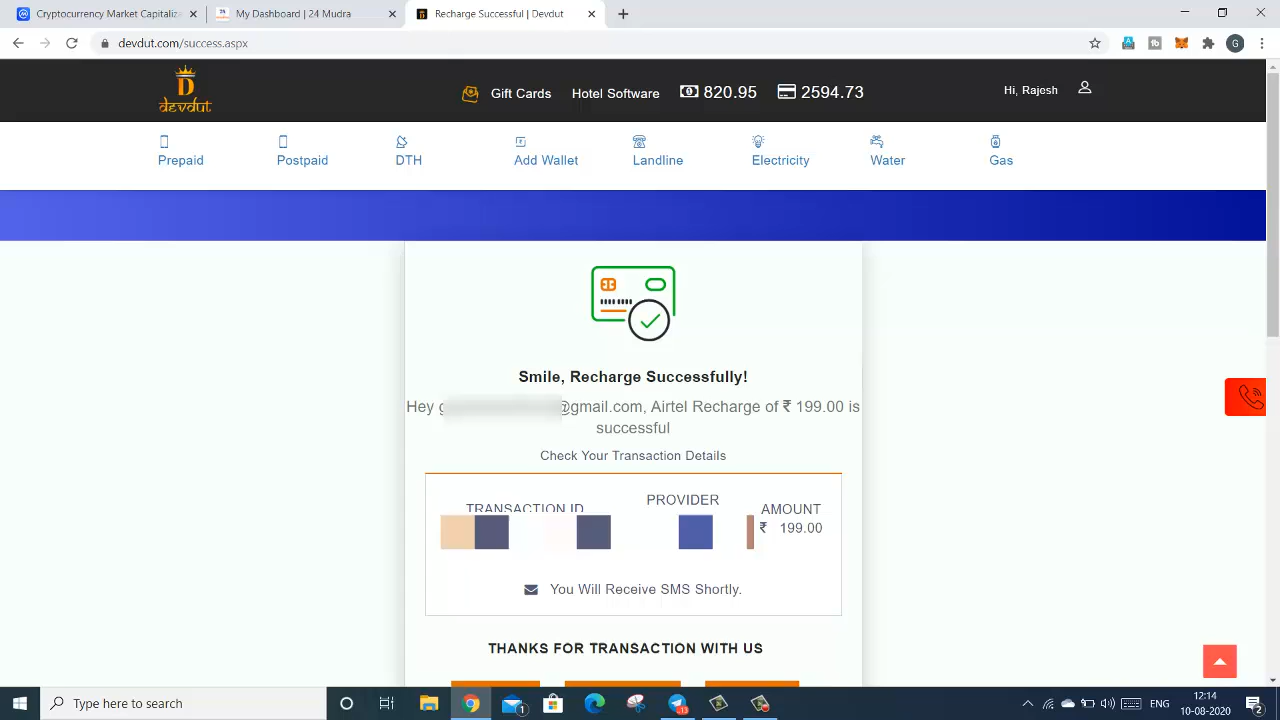 Cryptocurrency Market Capitaliz
My Dashboard | 24 Mudra
Recharge Successful | Devdut
devdut.com/success.aspx
G
D
devdut
Gift Cards
Hotel Software
820.95
2594.73
Hi, Rajesh
Prepaid
Postpaid
DTH
Add Wallet
Landline
Electricity
Water
Gas
Smile, Recharge Successfully!
Hey g @gmail.com, Airtel Recharge of ₹ 199.00 is
successful
Check Your Transaction Details
TRANSACTION ID
PROVIDER
AMOUNT
₹ 199.00
You Will Receive SMS Shortly.
THANKS FOR TRANSACTION WITH US
Type here to search
ENG
12:14
10-08-2020